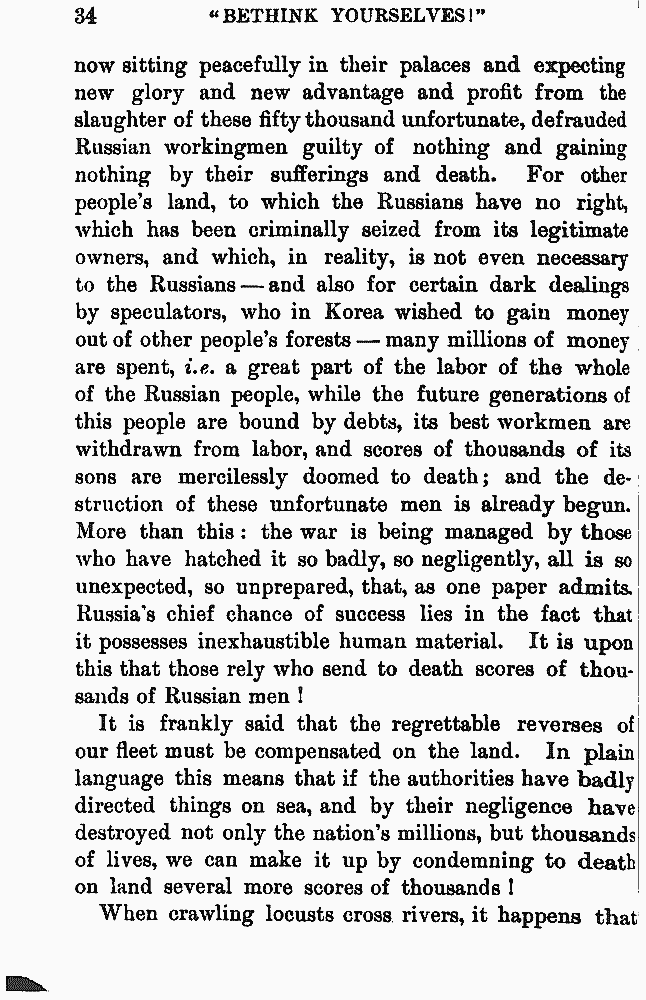 34 "BETHINK YOURSELVES!"
now sitting peacefully in their palaces and expecting
new glory and new advantage and profit from the
slaughter of these fifty thousand unfortunate, defrauded
Russian workingmen guilty of nothing and gaining
nothing by their sufferings and death. For other
people's land, to which the Russians have no right,
which has been criminally seized from its legitimate
owners, and which, in reality, is not even necessary
to the Russians — and also for certain dark dealings
by speculators, who in Korea wished to gain money
out of other people's forests — many millions of money
are spent, i.e. a great part of the labor of the whole
of the Russian people, while the future generations of
this people are bound by debts, its best workmen are
withdrawn from labor, and scores of thousands of its
sons are mercilessly doomed to death; and the de-
struction of these unfortunate men is already begun.
More than this: the war is being managed by those
who have hatched it so badly, so negligently, all is so
unexpected, so unprepared, that, as one paper admits.
Russia's chief chance of success lies in the fact that
it possesses inexhaustible human material. It is upon
this that those rely who send to death scores of thou-
sands of Russian men!
It is frankly said that the regrettable reverses of
our fleet must be compensated on the land. In plain
language this means that if the authorities have badly
directed things on sea, and by their negligence have
destroyed not only the nation's millions, but thousands
of lives, we can make it up by condemning to death
on land several more scores of thousands!
When crawling locusts cross rivers, it happens that